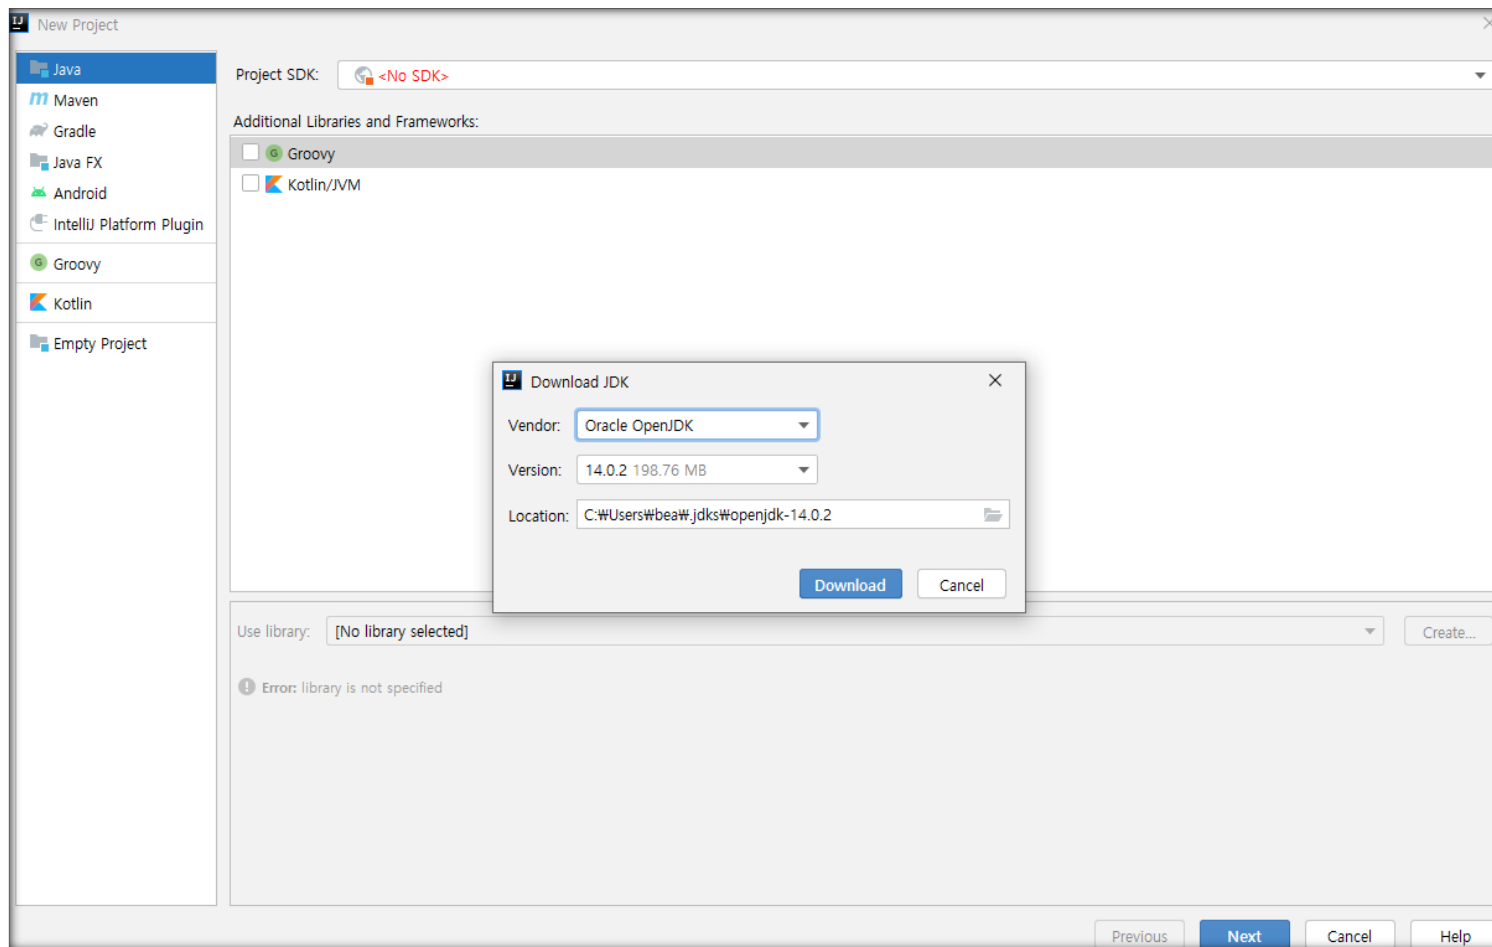 New Project
Java
Maven
Gradle
Java FX
Android
IntelliJ Platform Plugin
Groovy
Kotlin
Empty Project
Project SDK: <No SDK>
Additional Libraries and Frameworks:
Groovy
Kotlin/JVM
Download JDK
Vendor: Oracle OpenJDK
Version: 14.0.2 198.76 MB
Location: C:₩Users₩bea₩.jdks₩openjdk-14.0.2
Download Cancel
Use library: [No library selected] Create...
Error: library is not specified
Previous Next Cancel Help